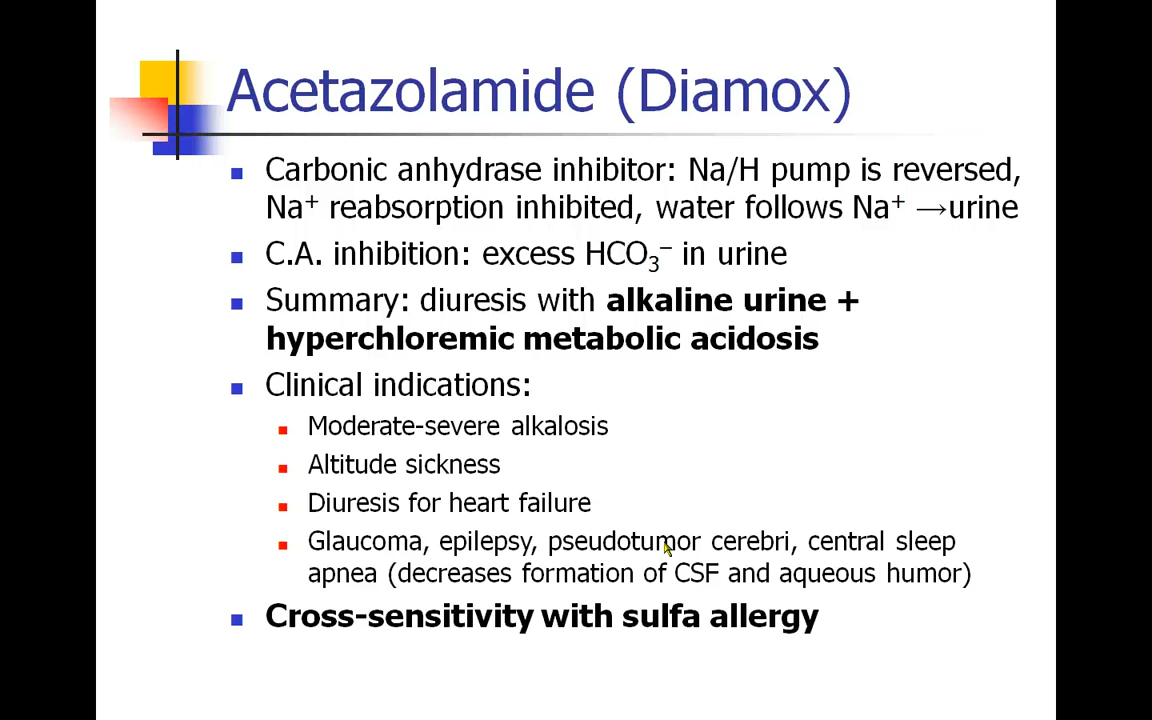 Acetazolamide (Diamox)
Carbonic anhydrase inhibitor: Na/H pump is reversed,
Na⁺ reabsorption inhibited, water follows Na⁺ →urine
C.A. inhibition: excess HCO₃⁻ in urine
Summary: diuresis with alkaline urine +
hyperchloremic metabolic acidosis
Clinical indications:
Moderate-severe alkalosis
Altitude sickness
Diuresis for heart failure
Glaucoma, epilepsy, pseudotumor cerebri, central sleep
apnea (decreases formation of CSF and aqueous humor)
Cross-sensitivity with sulfa allergy